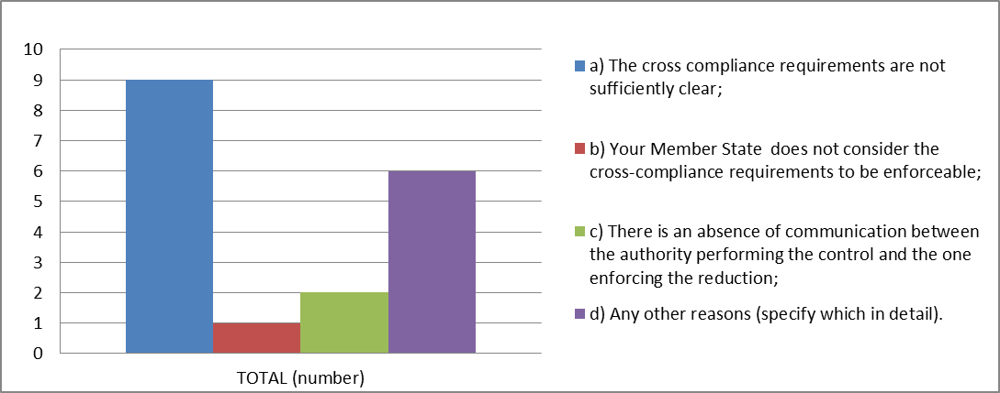 10
9
8
7
6
5
4
3
2
1
0
TOTAL (number)
a) The cross compliance requirements are not
sufficiently clear;
b) Your Member State  does not consider the
cross-compliance requirements to be enforceable;
c) There is an absence of communication between
the authority performing the control and the one
enforcing the reduction;
d) Any other reasons (specify which in detail).